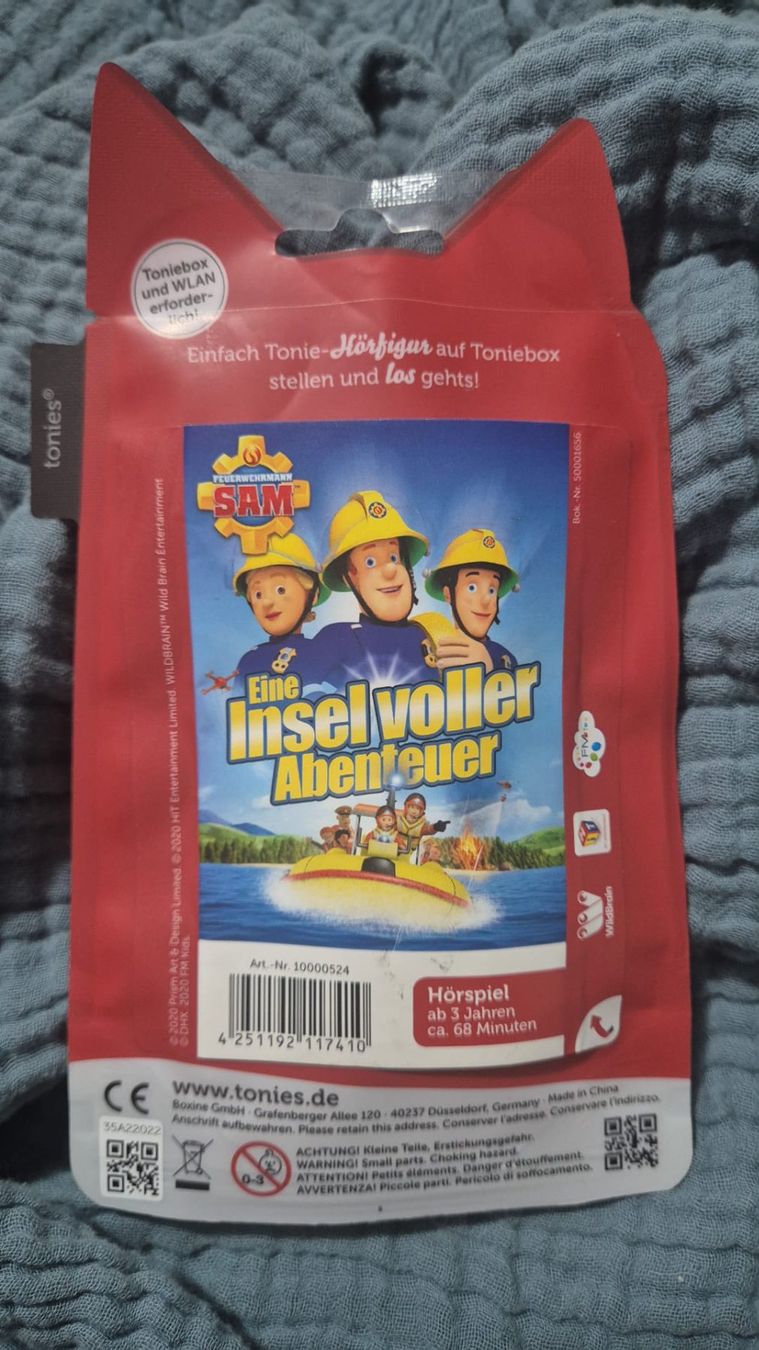 Toniebox
und WLAN
erforder-
lich!
Einfach Tonie-Hörfigur auf Toniebox
stellen und los gehts!
tonies®
Bok.-Nr. 50001656
FEUERWEHRMANN
SAM™
Eine
Insel voller
Abenteuer
© 2020 Prism Art & Design Limited. © 2020 HIT Entertainment Limited. WILDBRAIN™ Wild Brain Entertainment
© DHX. 2020 FM Kids.
FM
WildBrain
Art.-Nr. 10000524
4 251192 117410
Hörspiel
ab 3 Jahren
ca. 68 Minuten
CE
www.tonies.de
Boxine GmbH · Grafenberger Allee 120 · 40237 Düsseldorf, Germany · Made in China
Anschrift aufbewahren. Please retain this address. Conserver l'adresse. Conservare l'indirizzo.
35A22022
0-3
ACHTUNG! Kleine Teile, Erstickungsgefahr.
WARNING! Small parts. Choking hazard.
ATTENTION! Petits éléments. Danger d'étouffement.
AVVERTENZA! Piccole parti. Pericolo di soffocamento.